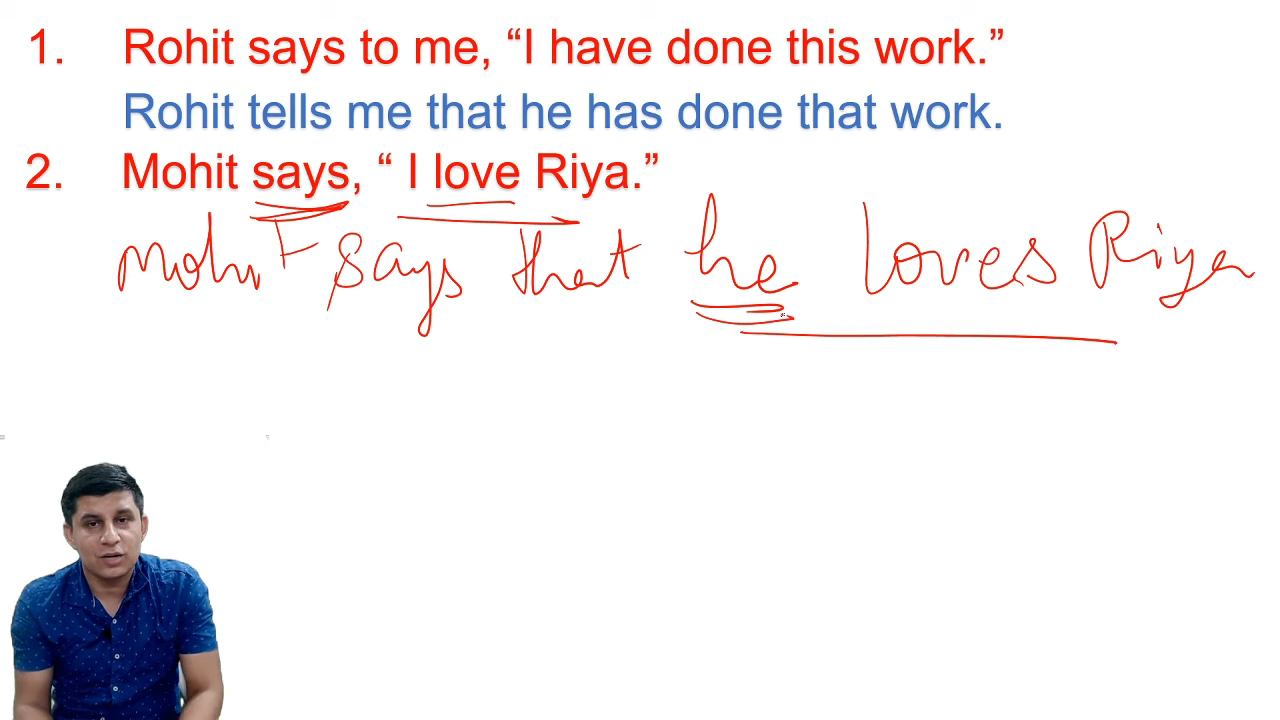 1. Rohit says to me, “I have done this work.”
Rohit tells me that he has done that work.
2. Mohit says, “ I love Riya.”
Mohit says that he loves Riya